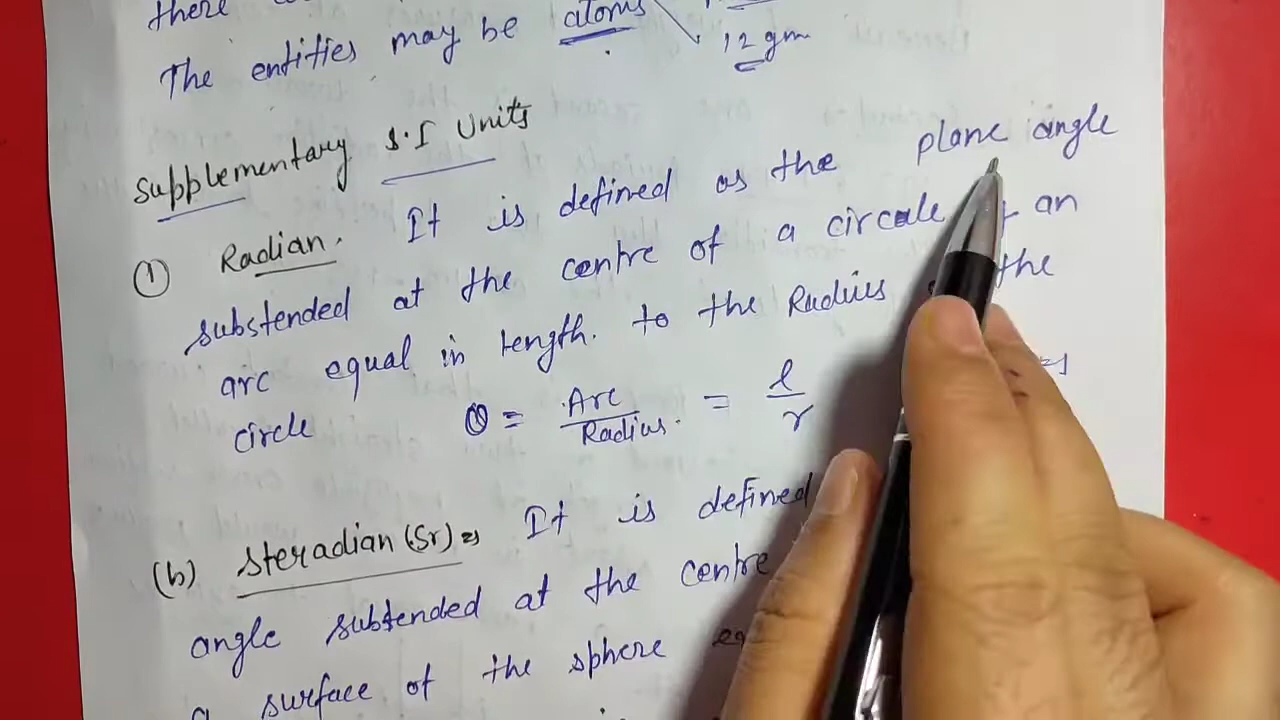 there
The entities may be atoms
12 gm
Supplementary S.I Units
① Radian. It is defined as the plane angle
substended at the centre of a circle an
arc equal in length. to the Radius the
circle θ = Arc/Radius. = l/r
(b) Steradian (Sr) ⇒ It is defined
angle subtended at the centre
a surface of the sphere